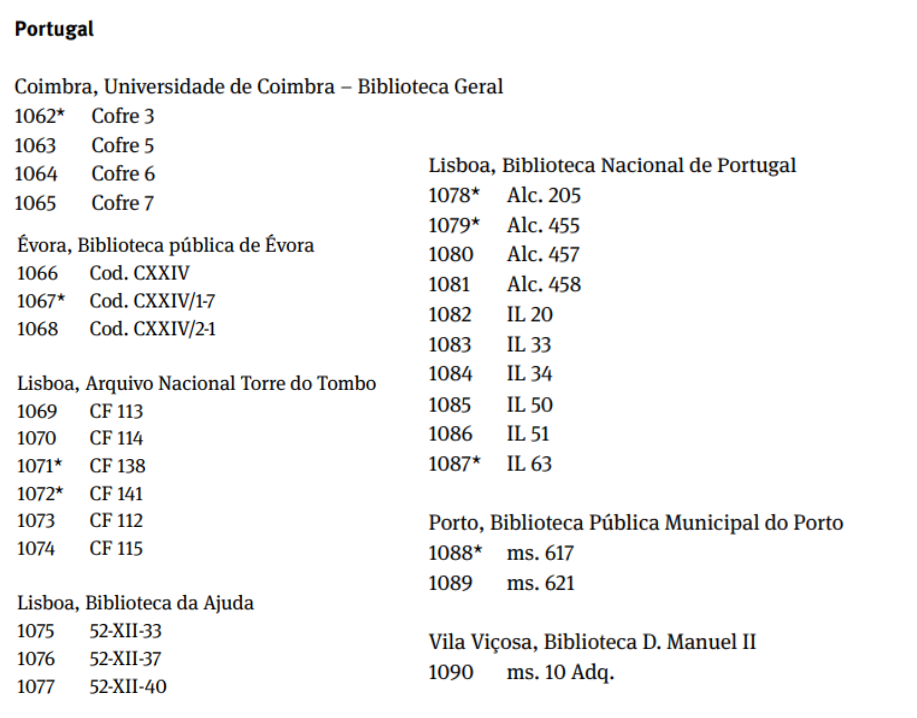 Portugal
Coimbra, Universidade de Coimbra – Biblioteca Geral
1062* Cofre 3
1063 Cofre 5
1064 Cofre 6
1065 Cofre 7
Évora, Biblioteca pública de Évora
1066 Cod. CXXIV
1067* Cod. CXXIV/1-7
1068 Cod. CXXIV/2-1
Lisboa, Arquivo Nacional Torre do Tombo
1069 CF 113
1070 CF 114
1071* CF 138
1072* CF 141
1073 CF 112
1074 CF 115
Lisboa, Biblioteca da Ajuda
1075 52-XII-33
1076 52-XII-37
1077 52-XII-40
Lisboa, Biblioteca Nacional de Portugal
1078* Alc. 205
1079* Alc. 455
1080 Alc. 457
1081 Alc. 458
1082 IL 20
1083 IL 33
1084 IL 34
1085 IL 50
1086 IL 51
1087* IL 63
Porto, Biblioteca Pública Municipal do Porto
1088* ms. 617
1089 ms. 621
Vila Viçosa, Biblioteca D. Manuel II
1090 ms. 10 Adq.